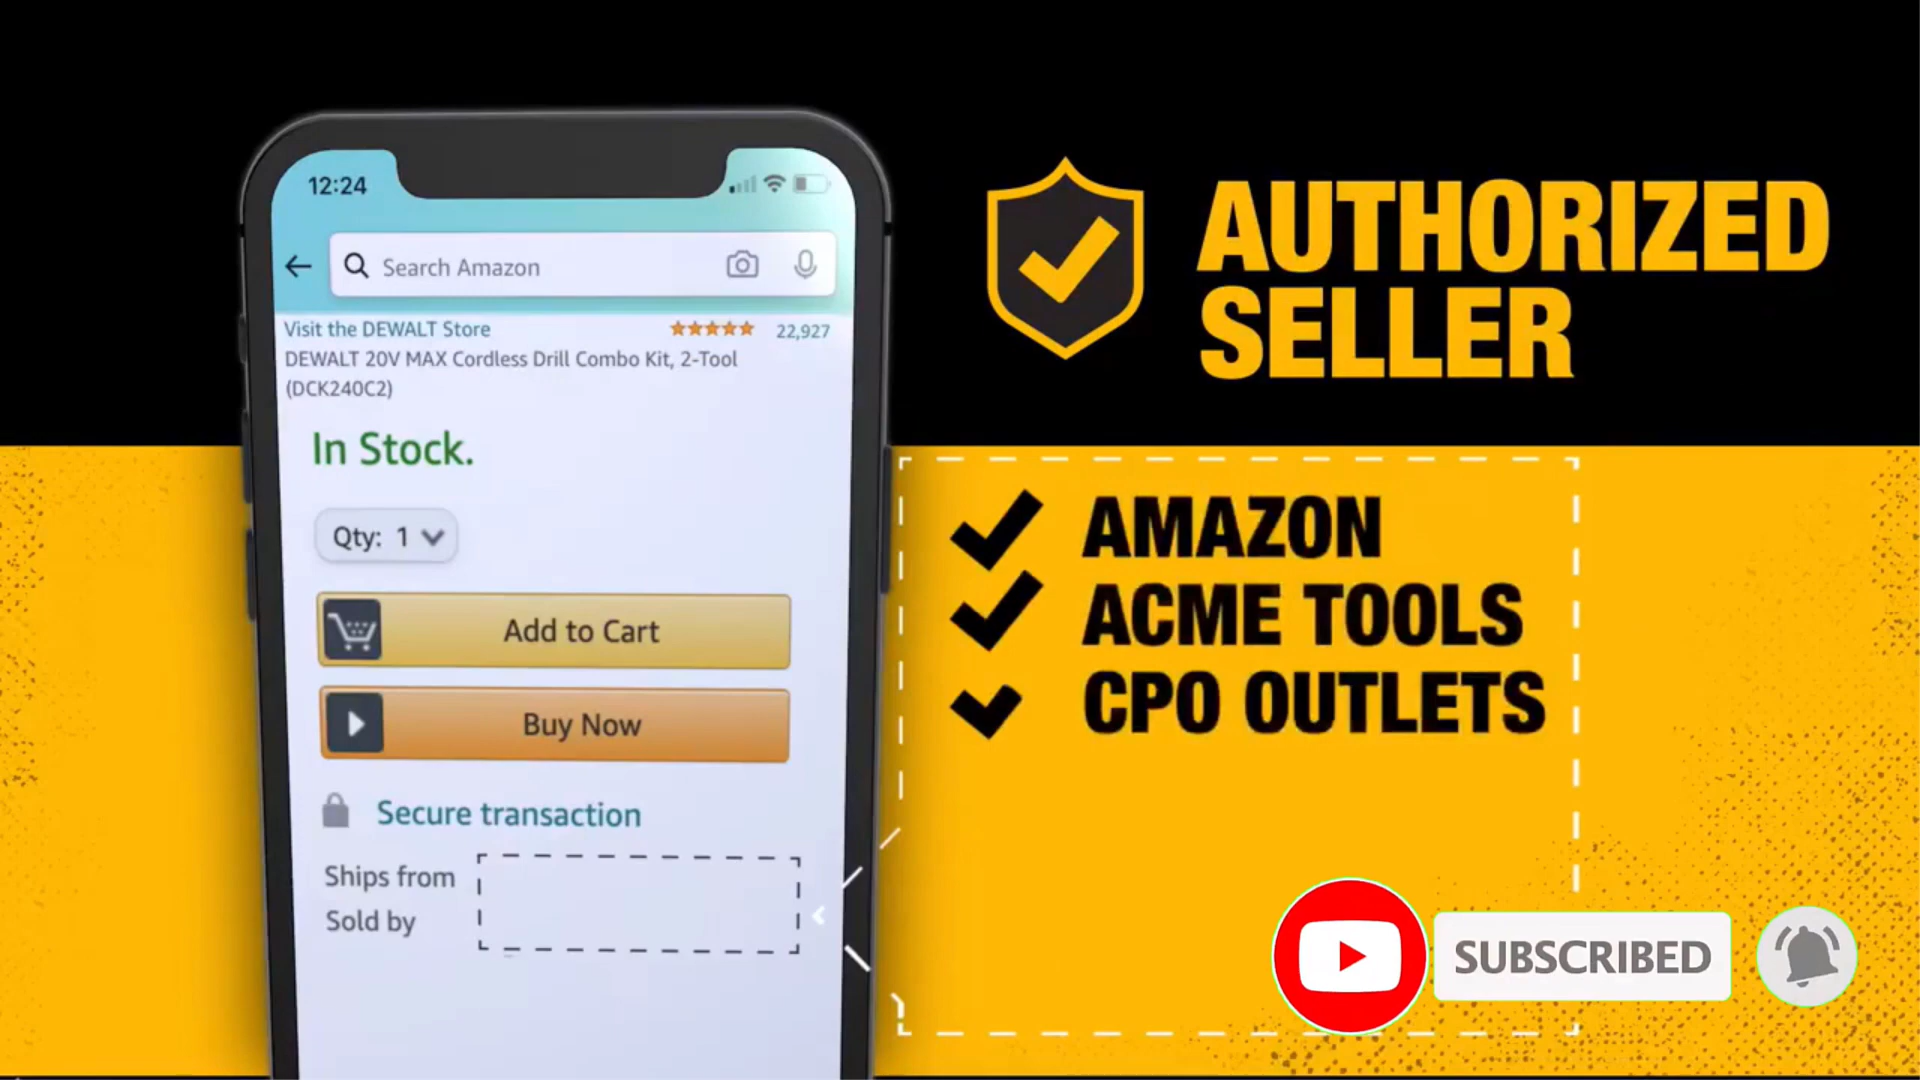 12:24
Search Amazon
Visit the DEWALT Store 22,927
DEWALT 20V MAX Cordless Drill Combo Kit, 2-Tool
(DCK240C2)
In Stock.
Qty: 1
Add to Cart
Buy Now
Secure transaction
Ships from
Sold by
AUTHORIZED
SELLER
AMAZON
ACME TOOLS
CPO OUTLETS
SUBSCRIBED